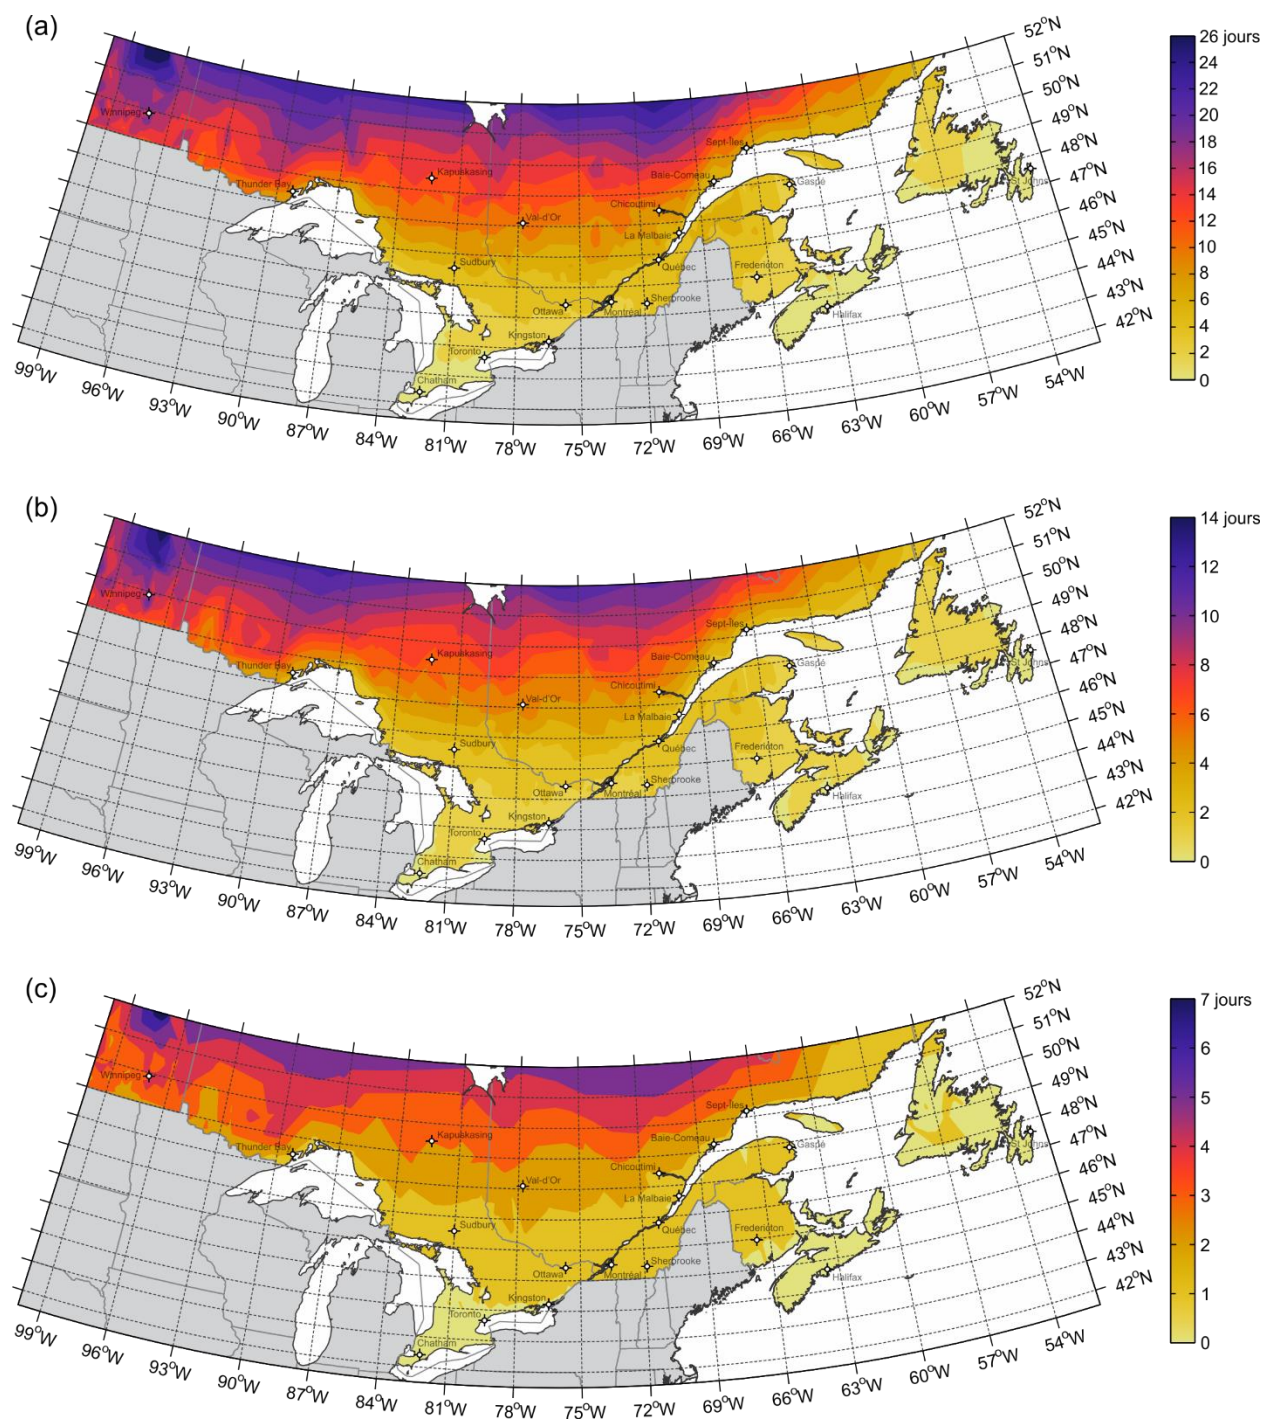 (a)
52°N
51°N
50°N
49°N
48°N
47°N
46°N
45°N
44°N
43°N
42°N
26 jours
24
22
20
18
16
14
12
10
8
6
4
2
0
Winnipeg
Thunder Bay
Kapuskasing
Val-d'Or
Sudbury
Ottawa
Kingston
Toronto
Chatham
Sept-Îles
Baie-Comeau
Gaspé
Chicoutimi
La Malbaie
Québec
Montréal
Sherbrooke
Fredericton
Halifax
St Johns
99°W
96°W
93°W
90°W
87°W
84°W
81°W
78°W
75°W
72°W
69°W
66°W
63°W
60°W
57°W
54°W
(b)
52°N
51°N
50°N
49°N
48°N
47°N
46°N
45°N
44°N
43°N
42°N
14 jours
12
10
8
6
4
2
0
Winnipeg
Thunder Bay
Kapuskasing
Val-d'Or
Sudbury
Ottawa
Kingston
Toronto
Chatham
Sept-Îles
Baie-Comeau
Gaspé
Chicoutimi
La Malbaie
Québec
Montréal
Sherbrooke
Fredericton
Halifax
St Johns
99°W
96°W
93°W
90°W
87°W
84°W
81°W
78°W
75°W
72°W
69°W
66°W
63°W
60°W
57°W
54°W
(c)
52°N
51°N
50°N
49°N
48°N
47°N
46°N
45°N
44°N
43°N
42°N
7 jours
6
5
4
3
2
1
0
Winnipeg
Thunder Bay
Kapuskasing
Val-d'Or
Sudbury
Ottawa
Kingston
Toronto
Chatham
Sept-Îles
Baie-Comeau
Gaspé
Chicoutimi
La Malbaie
Québec
Montréal
Sherbrooke
Fredericton
Halifax
St Johns
99°W
96°W
93°W
90°W
87°W
84°W
81°W
78°W
75°W
72°W
69°W
66°W
63°W
60°W
57°W
54°W